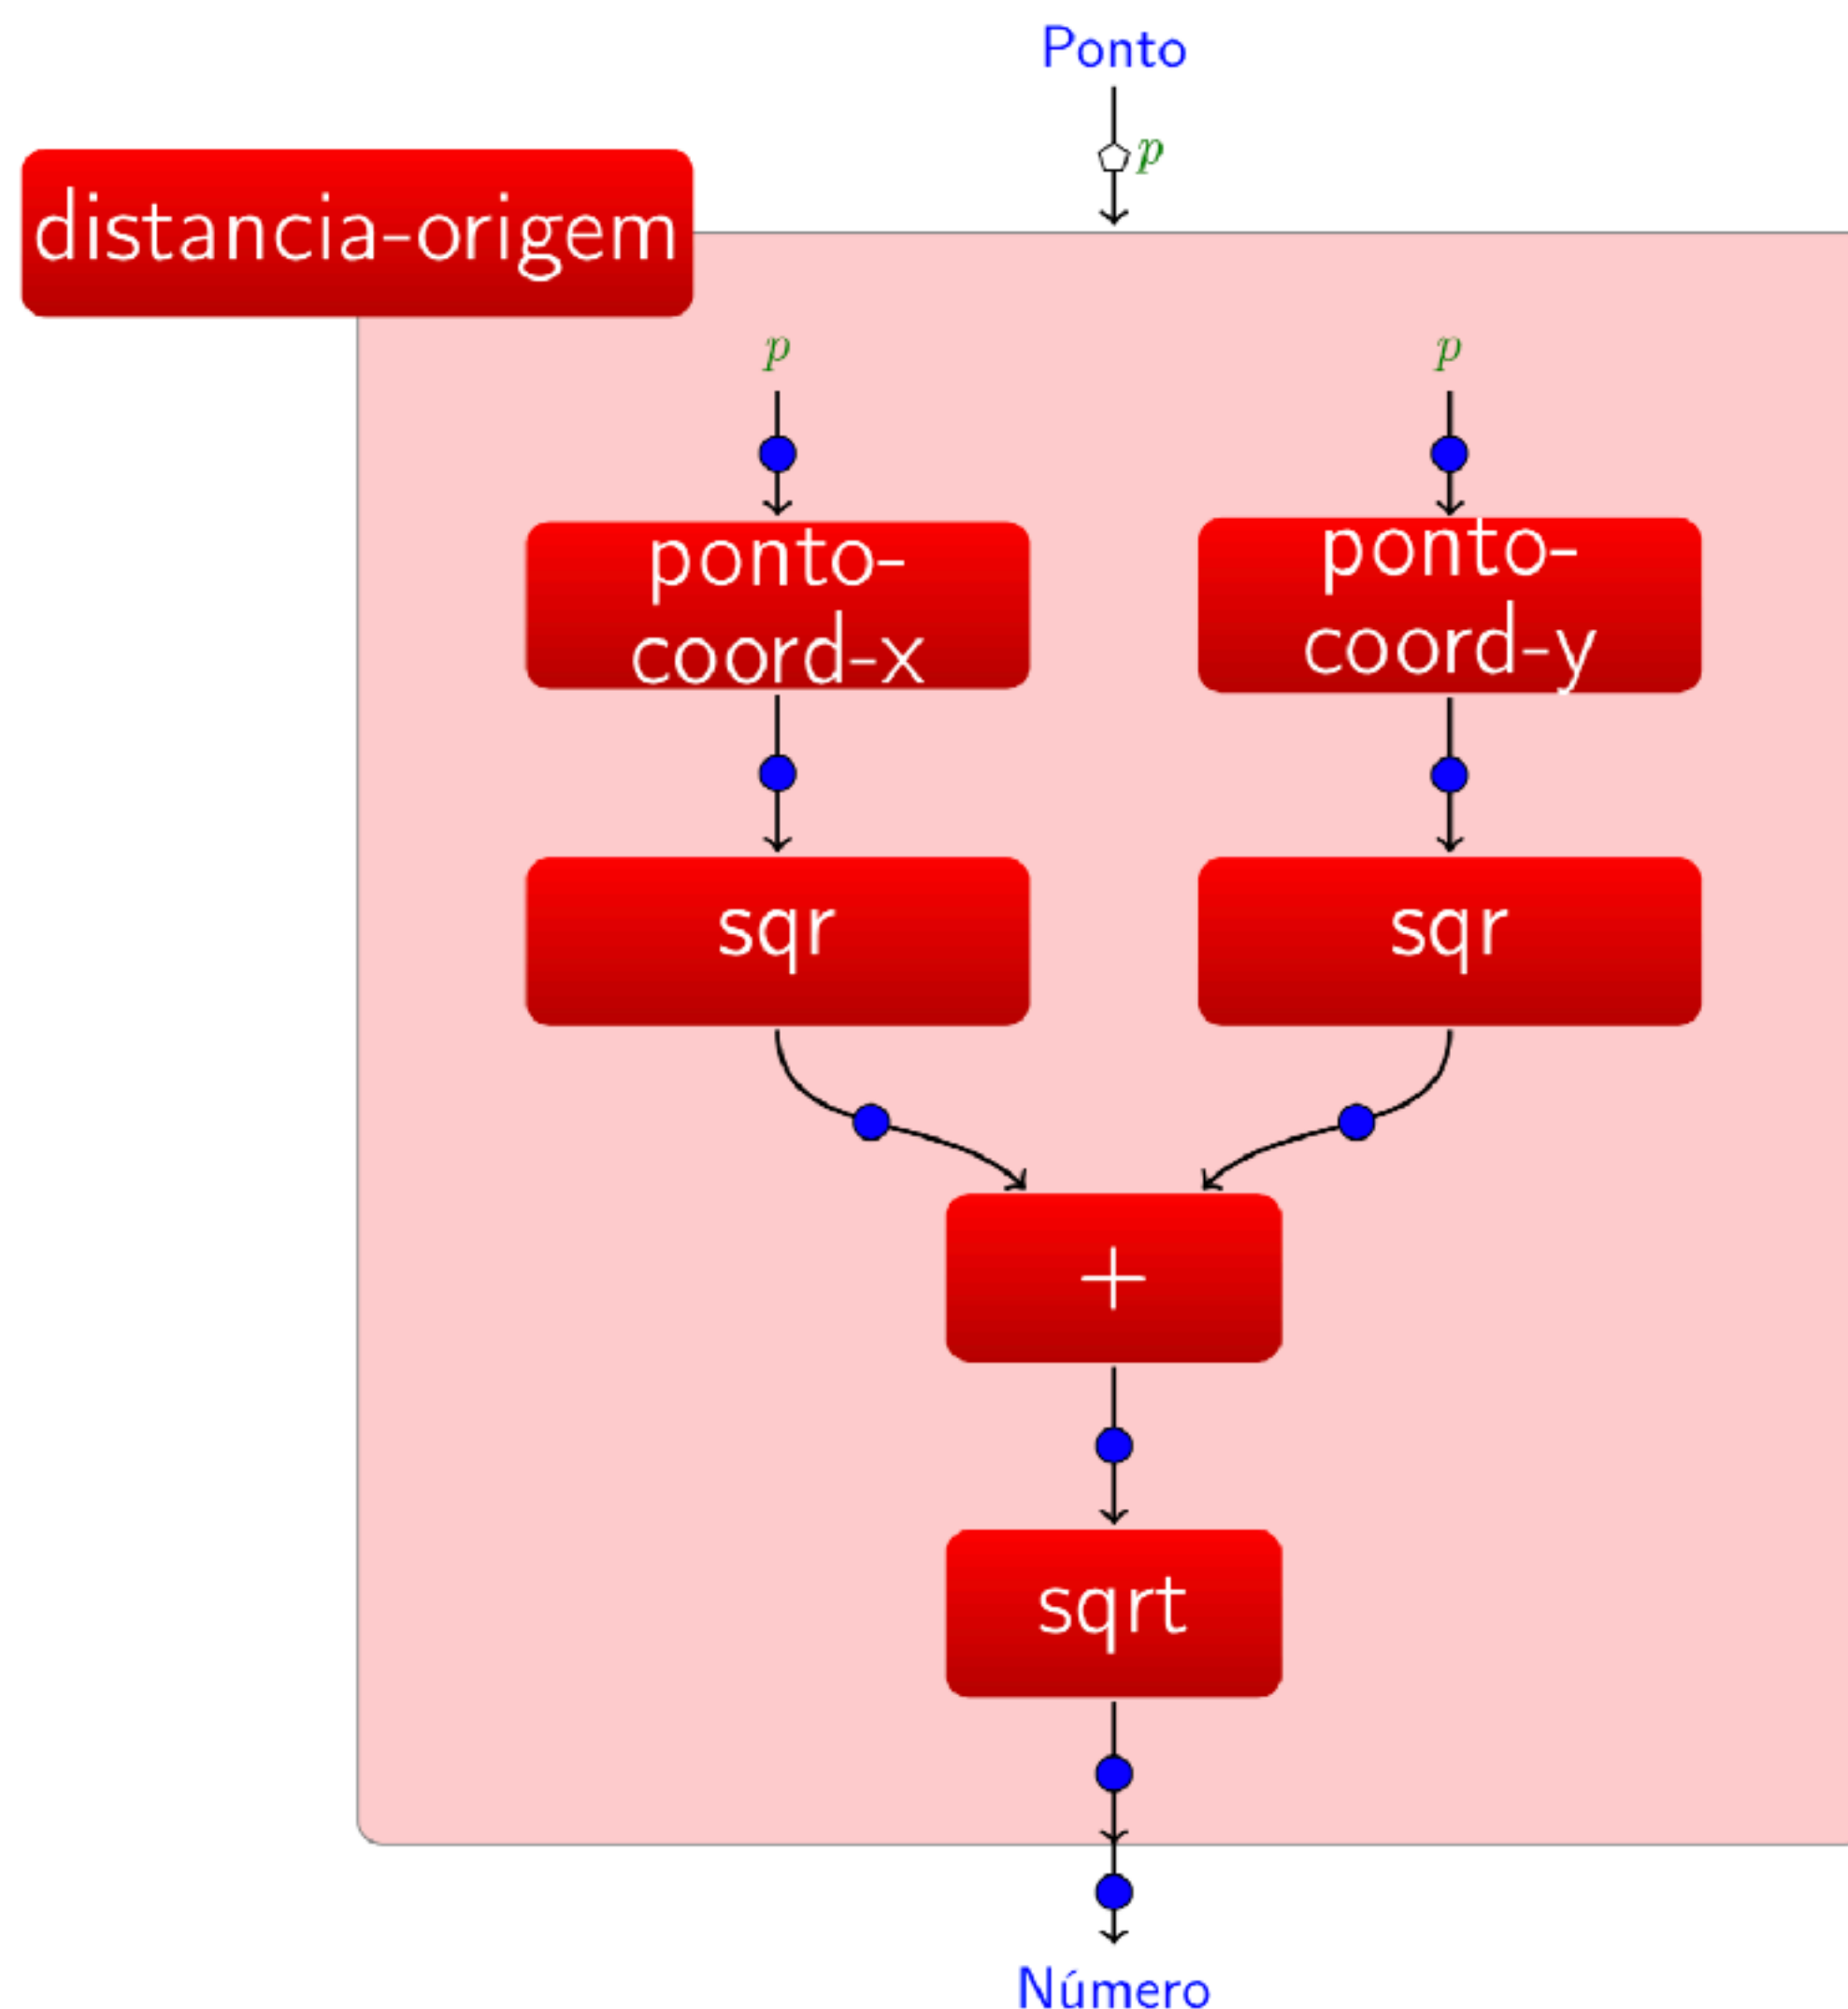 Ponto
p
distancia-origem
p
p
ponto-
coord-x
ponto-
coord-y
sqr
sqr
+
sqrt
Número